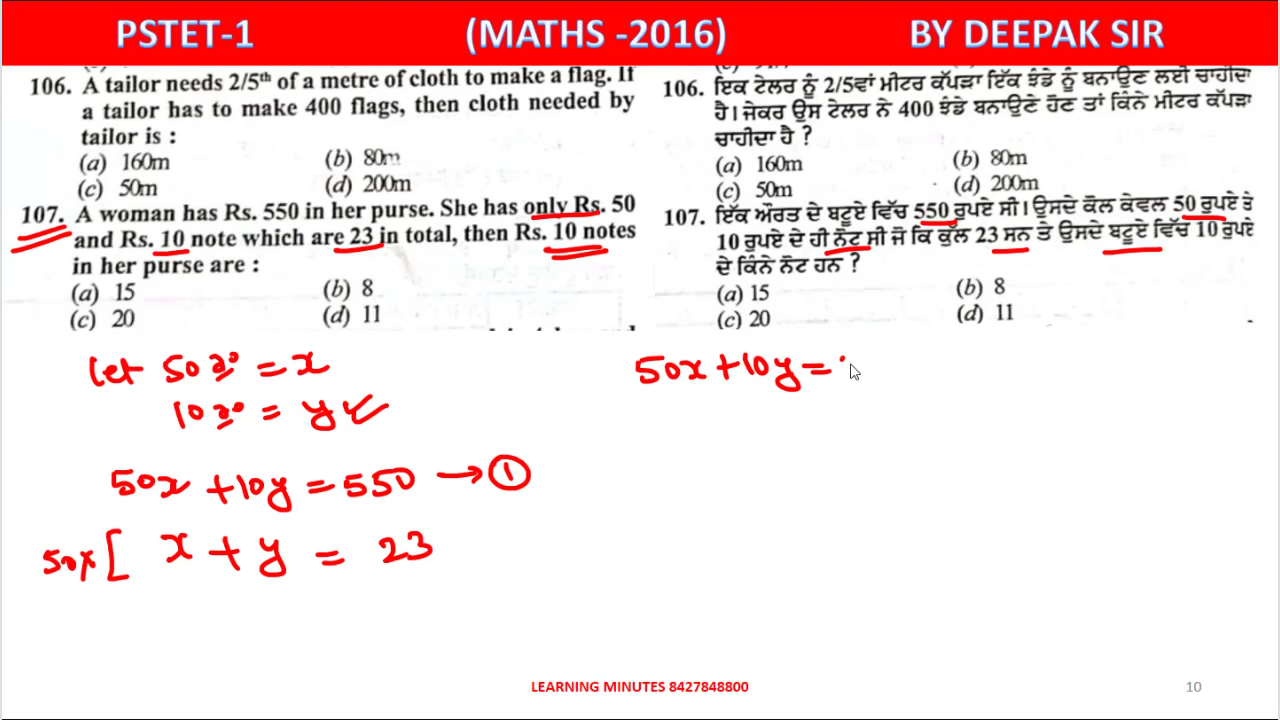 PSTET-1 (MATHS -2016) BY DEEPAK SIR
106. A tailor needs 2/5th of a metre of cloth to make a flag. If
a tailor has to make 400 flags, then cloth needed by
tailor is :
(a) 160m (b) 80m
(c) 50m (d) 200m
107. A woman has Rs. 550 in her purse. She has only Rs. 50
and Rs. 10 note which are 23 in total, then Rs. 10 notes
in her purse are :
(a) 15 (b) 8
(c) 20 (d) 11
106. ਇਕ ਟੇਲਰ ਨੂੰ 2/5ਵਾਂ ਮੀਟਰ ਕੱਪੜਾ ਇੱਕ ਝੰਡੇ ਨੂੰ ਬਨਾਉਣ ਲਈ ਚਾਹੀਦਾ
ਹੈ। ਜੇਕਰ ਉਸ ਟੇਲਰ ਨੇ 400 ਝੰਡੇ ਬਨਾਉਣੇ ਹੋਣ ਤਾਂ ਕਿੰਨੇ ਮੀਟਰ ਕੱਪੜਾ
ਚਾਹੀਦਾ ਹੈ ?
(a) 160m (b) 80m
(c) 50m (d) 200m
107. ਇੱਕ ਔਰਤ ਦੇ ਬਟੂਏ ਵਿੱਚ 550 ਰੁਪਏ ਸੀ। ਉਸਦੇ ਕੋਲ ਕੇਵਲ 50 ਰੁਪਏ ਤੇ
10 ਰੁਪਏ ਦੇ ਹੀ ਨੋਟ ਸੀ ਜੋ ਕਿ ਕੁੱਲ 23 ਸਨ ਤੇ ਉਸਦੇ ਬਟੂਏ ਵਿੱਚ 10 ਰੁਪਏ
ਦੇ ਕਿੰਨੇ ਨੋਟ ਹਨ ?
(a) 15 (b) 8
(c) 20 (d) 11
let 50 ਰੁ॰ = x
10 ਰੁ॰ = y
50x + 10y = 550 → ①
50x [ x + y = 23
50x + 10y =
LEARNING MINUTES 8427848800
10